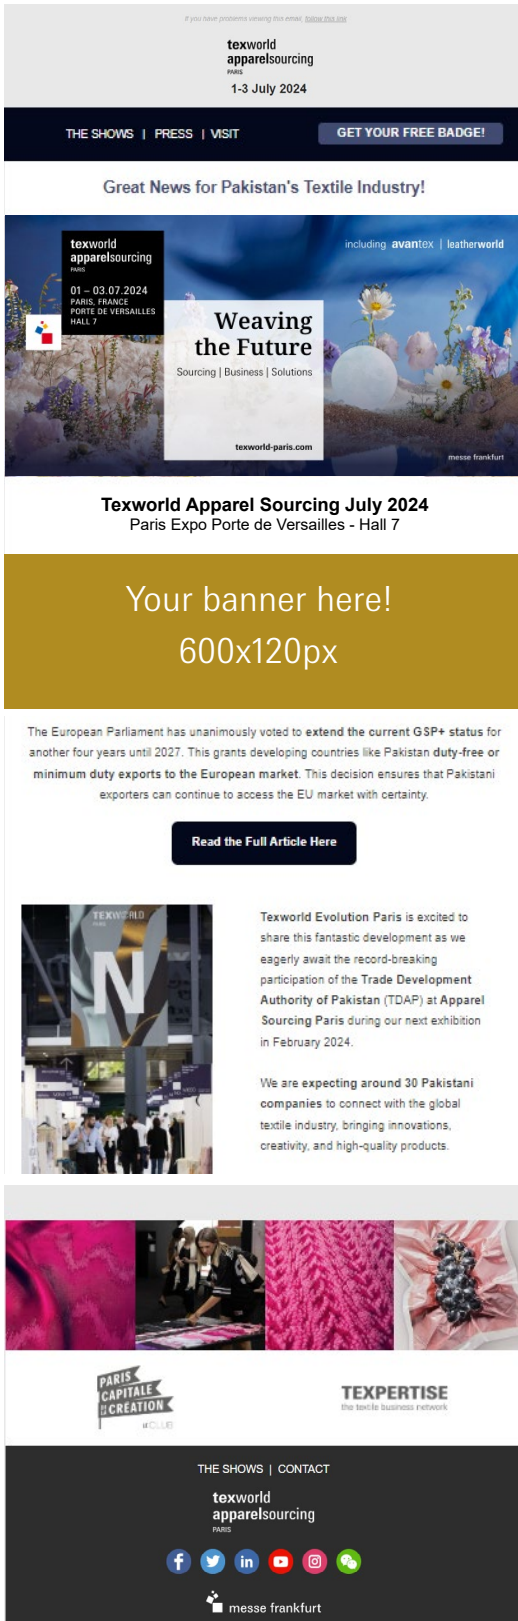 If you have problems viewing this email, follow this link
texworld
apparelsourcing
PARIS
1-3 July 2024
THE SHOWS | PRESS | VISIT
GET YOUR FREE BADGE!
Great News for Pakistan's Textile Industry!
texworld
apparelsourcing
PARIS
01 – 03.07.2024
PARIS, FRANCE
PORTE DE VERSAILLES
HALL 7
including avantex | leatherworld
Weaving
the Future
Sourcing | Business | Solutions
texworld-paris.com
messe frankfurt
Texworld Apparel Sourcing July 2024
Paris Expo Porte de Versailles - Hall 7
Your banner here!
600x120px
The European Parliament has unanimously voted to extend the current GSP+ status for
another four years until 2027. This grants developing countries like Pakistan duty-free or
minimum duty exports to the European market. This decision ensures that Pakistani
exporters can continue to access the EU market with certainty.
Read the Full Article Here
TEXWORLD
PARIS
N
Texworld Evolution Paris is excited to
share this fantastic development as we
eagerly await the record-breaking
participation of the Trade Development
Authority of Pakistan (TDAP) at Apparel
Sourcing Paris during our next exhibition
in February 2024.
We are expecting around 30 Pakistani
companies to connect with the global
textile industry, bringing innovations,
creativity, and high-quality products.
PARIS
CAPITALE
DE LA
CRÉATION
LE CLUB
TEXPERTISE
the textile business network
THE SHOWS | CONTACT
texworld
apparelsourcing
PARIS
messe frankfurt